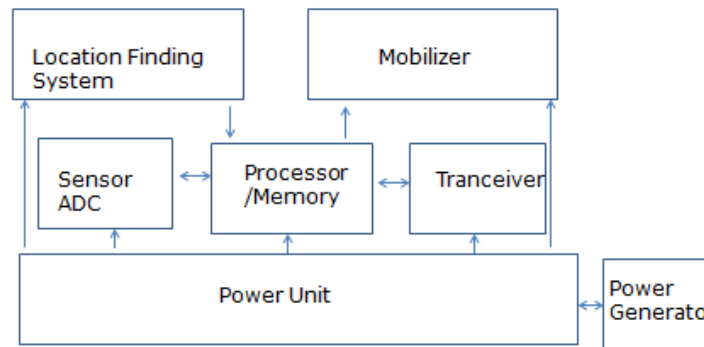 Location Finding
System
Mobilizer
Sensor
ADC
Processor
/Memory
Tranceiver
Power Unit
Power
Generato